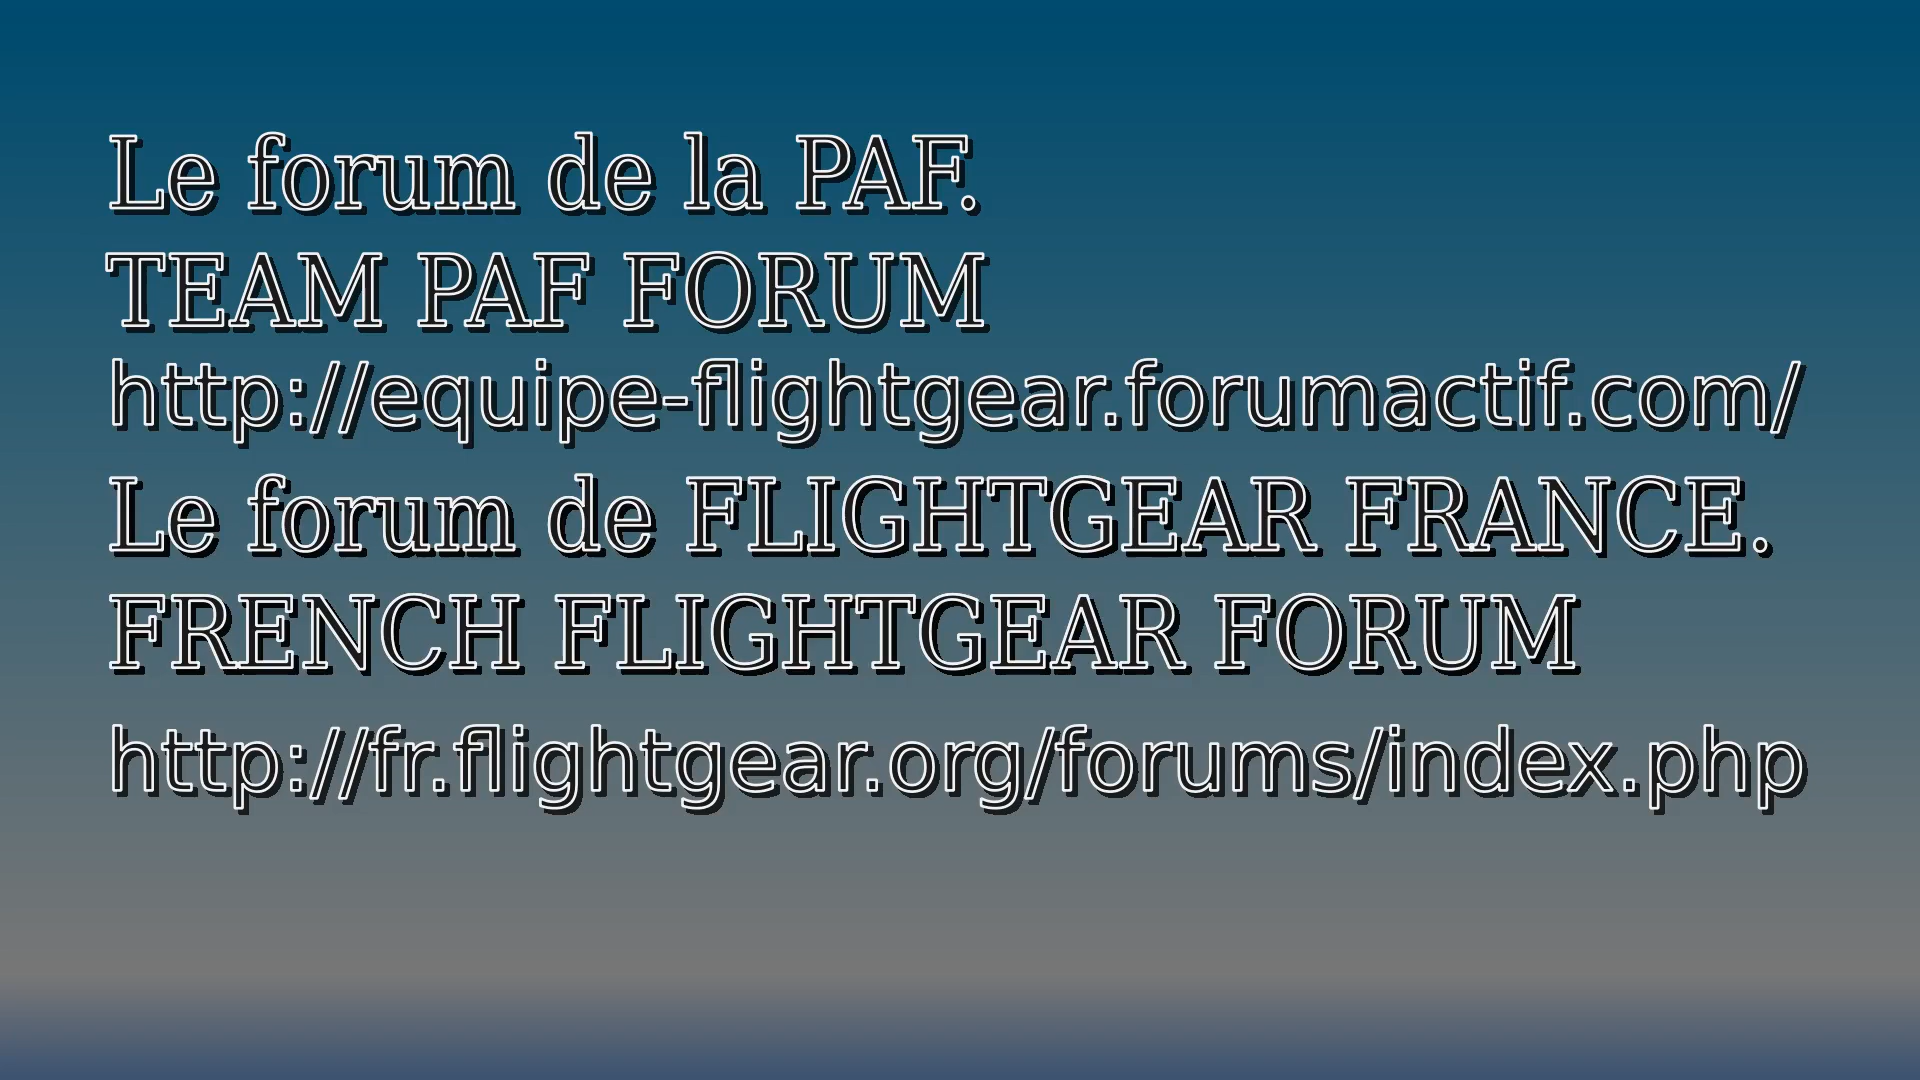 Le forum de la PAF.
TEAM PAF FORUM
http://equipe-flightgear.forumactif.com/
Le forum de FLIGHTGEAR FRANCE.
FRENCH FLIGHTGEAR FORUM
http://fr.flightgear.org/forums/index.php